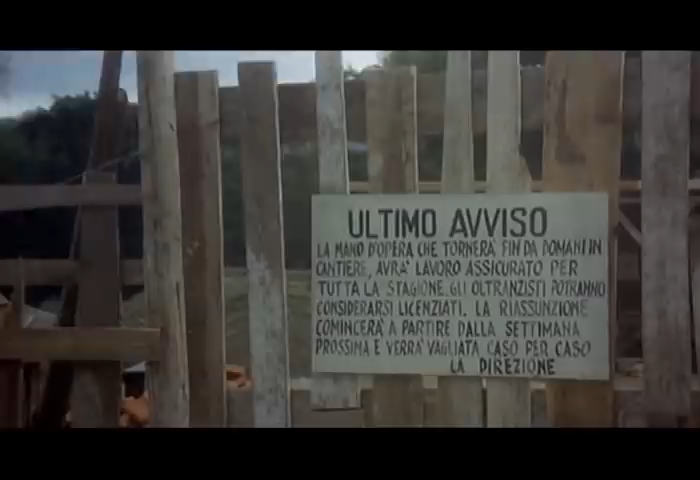 ULTIMO AVVISO
LA MANO D'OPERA CHE TORNERA' FIN DA DOMANI IN
CANTIERE, AVRA' LAVORO ASSICURATO PER
TUTTA LA STAGIONE. GLI OLTRANZISTI POTRANNO
CONSIDERARSI LICENZIATI. LA RIASSUNZIONE
COMINCERA' A PARTIRE DALLA SETTIMANA
PROSSIMA E VERRA' VAGLIATA CASO PER CASO
LA DIREZIONE